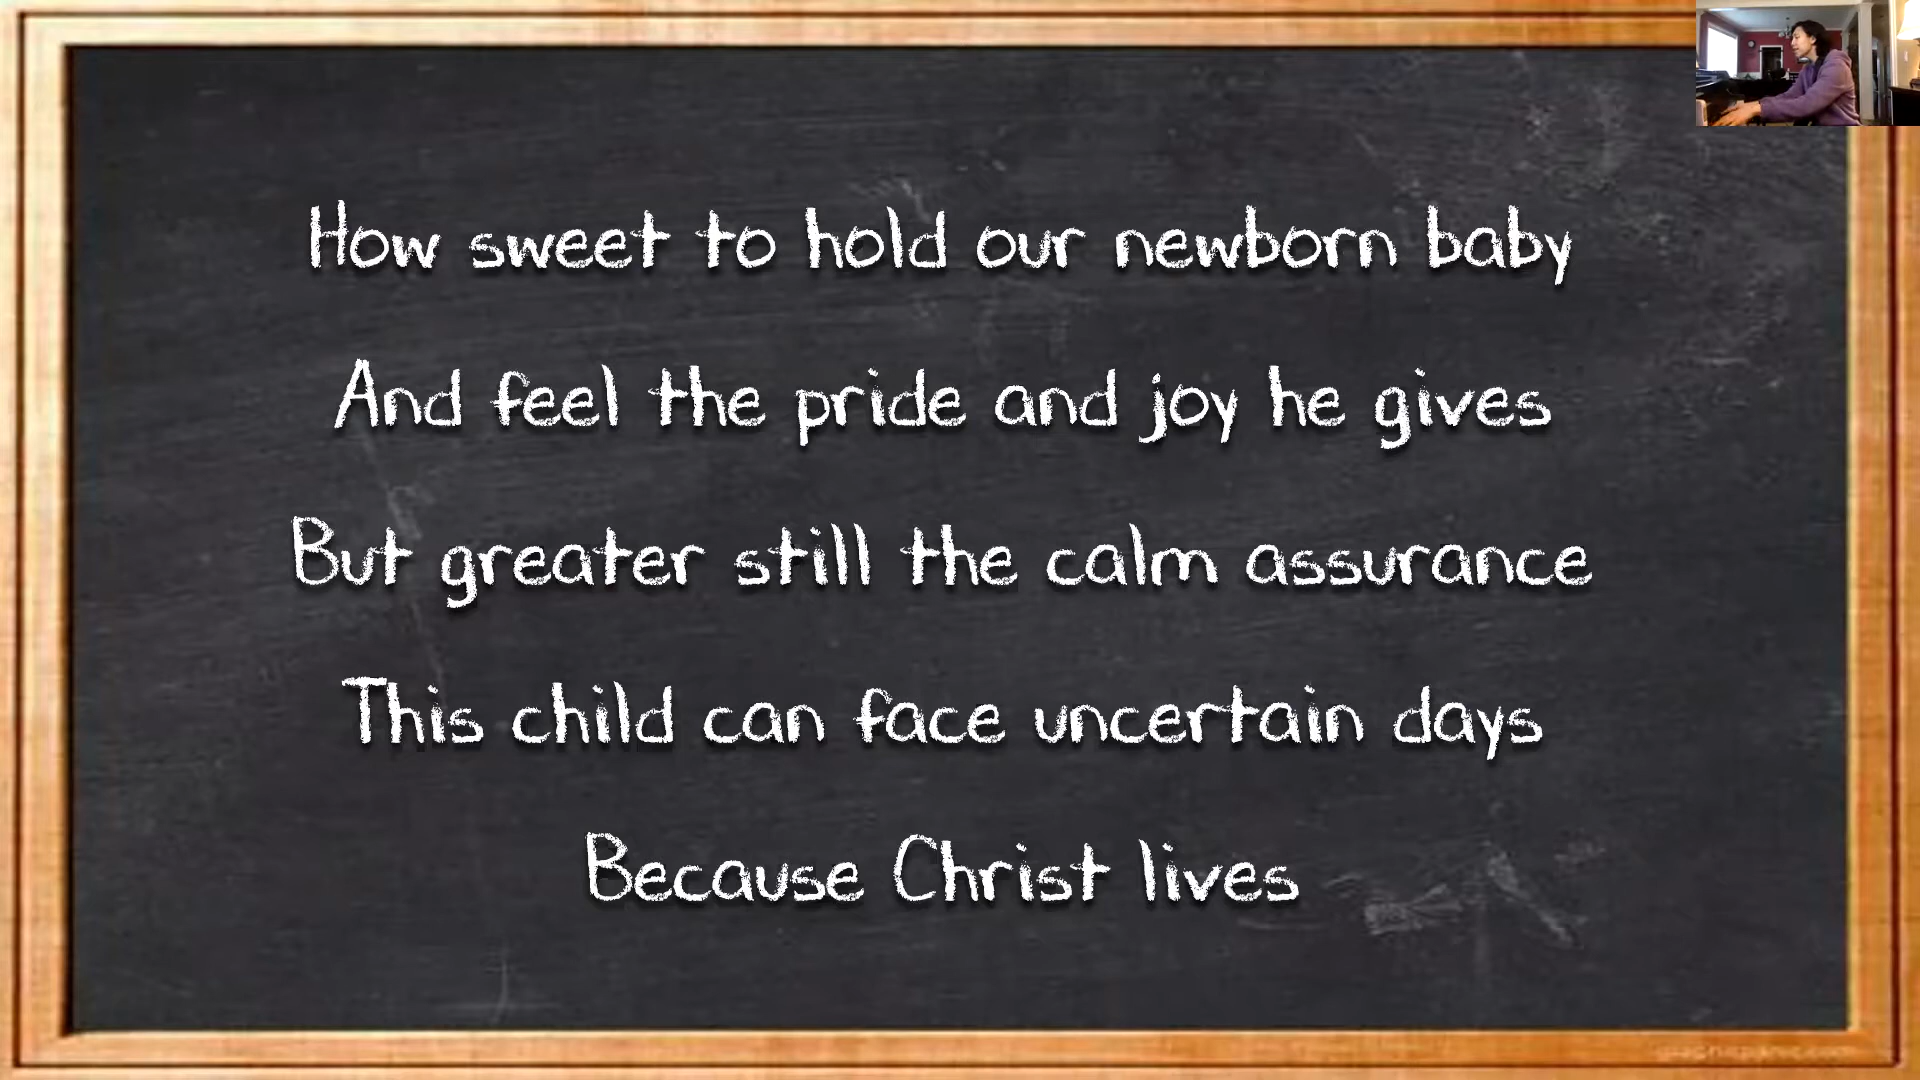 How sweet to hold our newborn baby
And feel the pride and joy he gives
But greater still the calm assurance
This child can face uncertain days
Because Christ lives